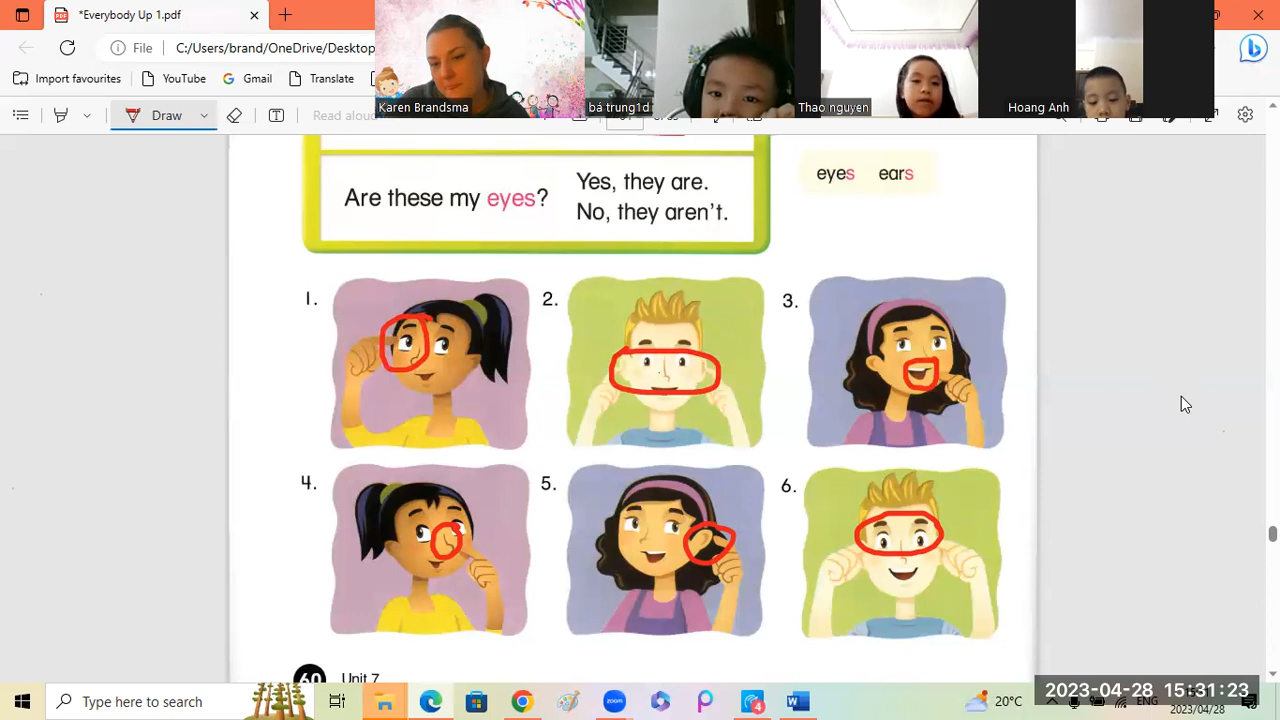 *Everybody Up 1.pdf
File
C:/Users/brand/OneDrive/Desktop
Import favourites
YouTube
Gmail
Translate
Draw
Read aloud
Karen Brandsma
bá trung1d
Thao nguyen
Hoang Anh
Are these my eyes?
Yes, they are.
No, they aren't.
eyes ears
1.
2.
3.
4.
5.
6.
60 Unit 7
Type here to search
4
20°C
ENG
2023-04-28 15:31:23
2023/04/28